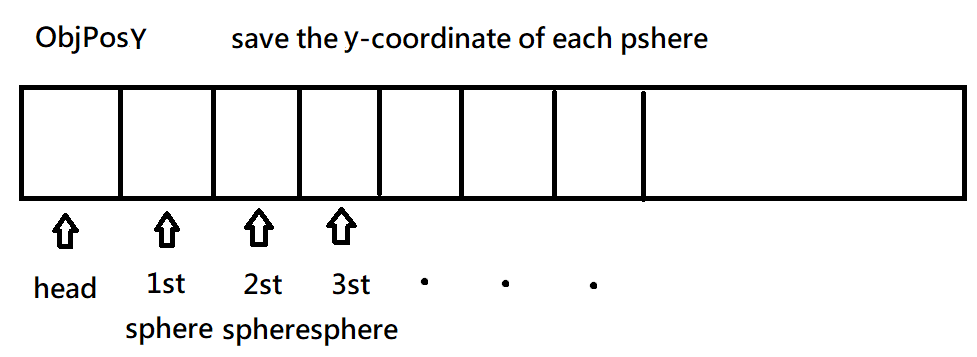 ObjPosY save the y-coordinate of each pshere
head 1st 2st 3st
sphere spheresphere